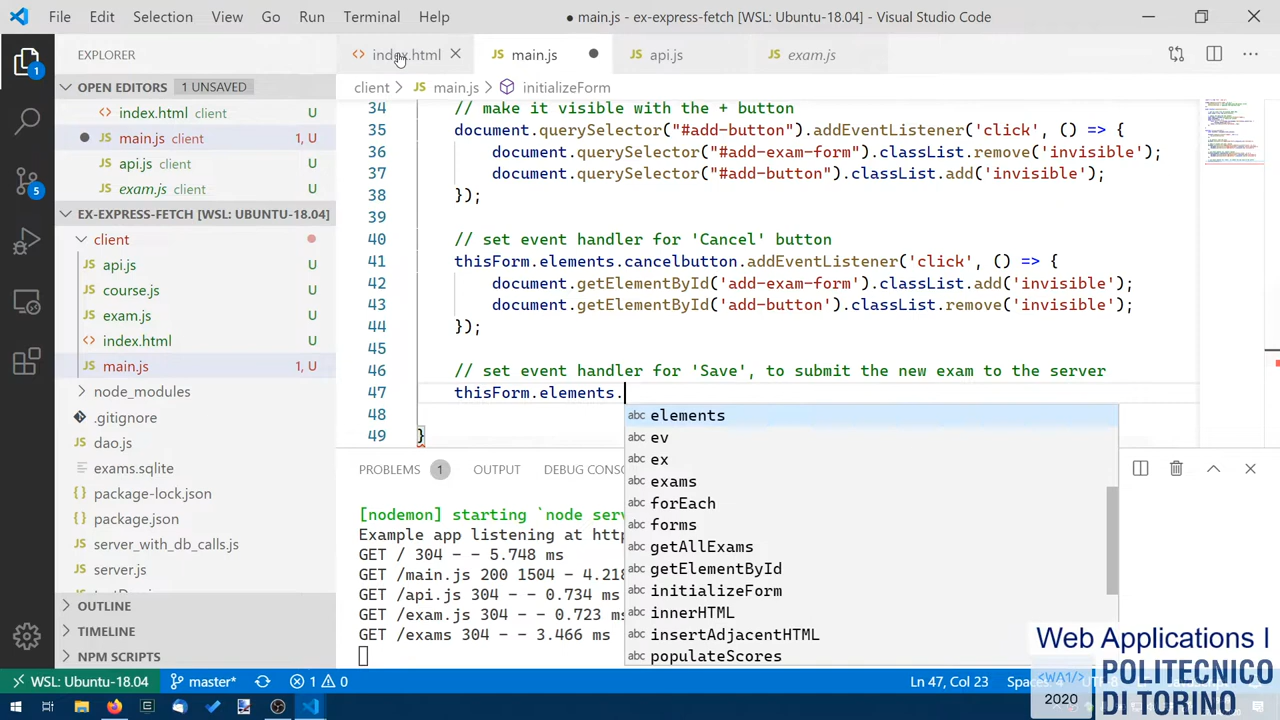 File Edit Selection View Go Run Terminal Help
● main.js - ex-express-fetch [WSL: Ubuntu-18.04] - Visual Studio Code
EXPLORER
index.html
JS main.js
JS api.js
JS exam.js
client > JS main.js > initializeForm
OPEN EDITORS 1 UNSAVED
index.html client U
JS main.js client 1, U
JS api.js client U
JS exam.js client U
EX-EXPRESS-FETCH [WSL: UBUNTU-18.04]
client
JS api.js U
JS course.js U
JS exam.js U
index.html U
JS main.js 1, U
node_modules
.gitignore
JS dao.js
exams.sqlite
package-lock.json
package.json
JS server_with_db_calls.js
JS server.js
OUTLINE
TIMELINE
NPM SCRIPTS
1
5
34 // make it visible with the + button
35 document.querySelector("#add-button").addEventListener('click', () => {
36 document.querySelector("#add-exam-form").classList.remove('invisible');
37 document.querySelector("#add-button").classList.add('invisible');
38 });
39
40 // set event handler for 'Cancel' button
41 thisForm.elements.cancelbutton.addEventListener('click', () => {
42 document.getElementById('add-exam-form').classList.add('invisible');
43 document.getElementById('add-button').classList.remove('invisible');
44 });
45
46 // set event handler for 'Save', to submit the new exam to the server
47 thisForm.elements.
48
49 }
abc elements
abc ev
abc ex
abc exams
abc forEach
abc forms
abc getAllExams
abc getElementById
abc initializeForm
abc innerHTML
abc insertAdjacentHTML
abc populateScores
PROBLEMS 1 OUTPUT DEBUG CONSO
[nodemon] starting `node serv
Example app listening at http
GET / 304 - - 5.748 ms
GET /main.js 200 1504 - 4.218
GET /api.js 304 - - 0.734 ms
GET /exam.js 304 - - 0.723 ms
GET /exams 304 - - 3.466 ms
WSL: Ubuntu-18.04 master* 1 0
Ln 47, Col 23
Web Applications I
<WA1/>
2020
POLITECNICO
DI TORINO